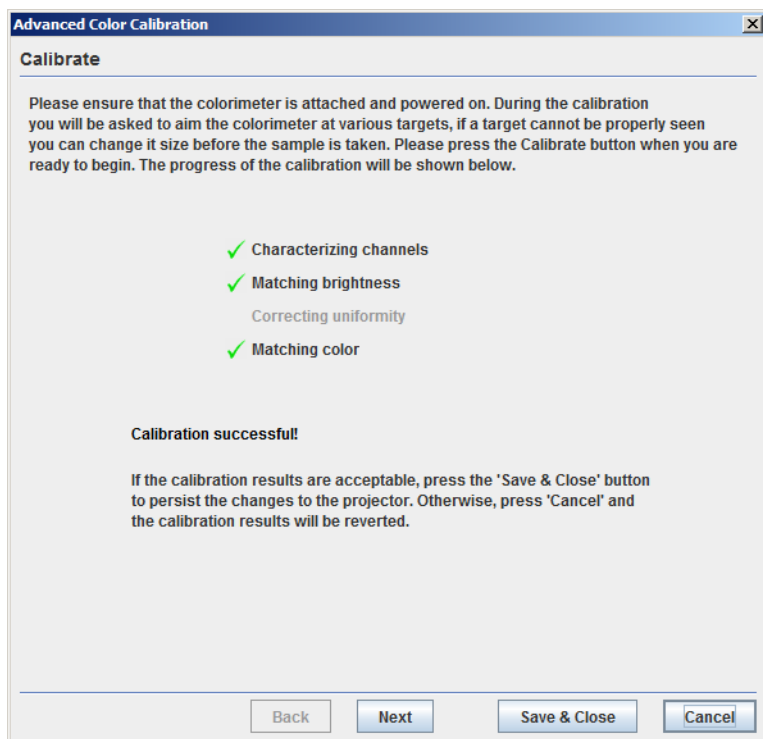 Advanced Color Calibration
Calibrate
Please ensure that the colorimeter is attached and powered on. During the calibration
you will be asked to aim the colorimeter at various targets, if a target cannot be properly seen
you can change it size before the sample is taken. Please press the Calibrate button when you are
ready to begin. The progress of the calibration will be shown below.
Characterizing channels
Matching brightness
Correcting uniformity
Matching color
Calibration successful!
If the calibration results are acceptable, press the 'Save & Close' button
to persist the changes to the projector. Otherwise, press 'Cancel' and
the calibration results will be reverted.
Back Next Save & Close Cancel